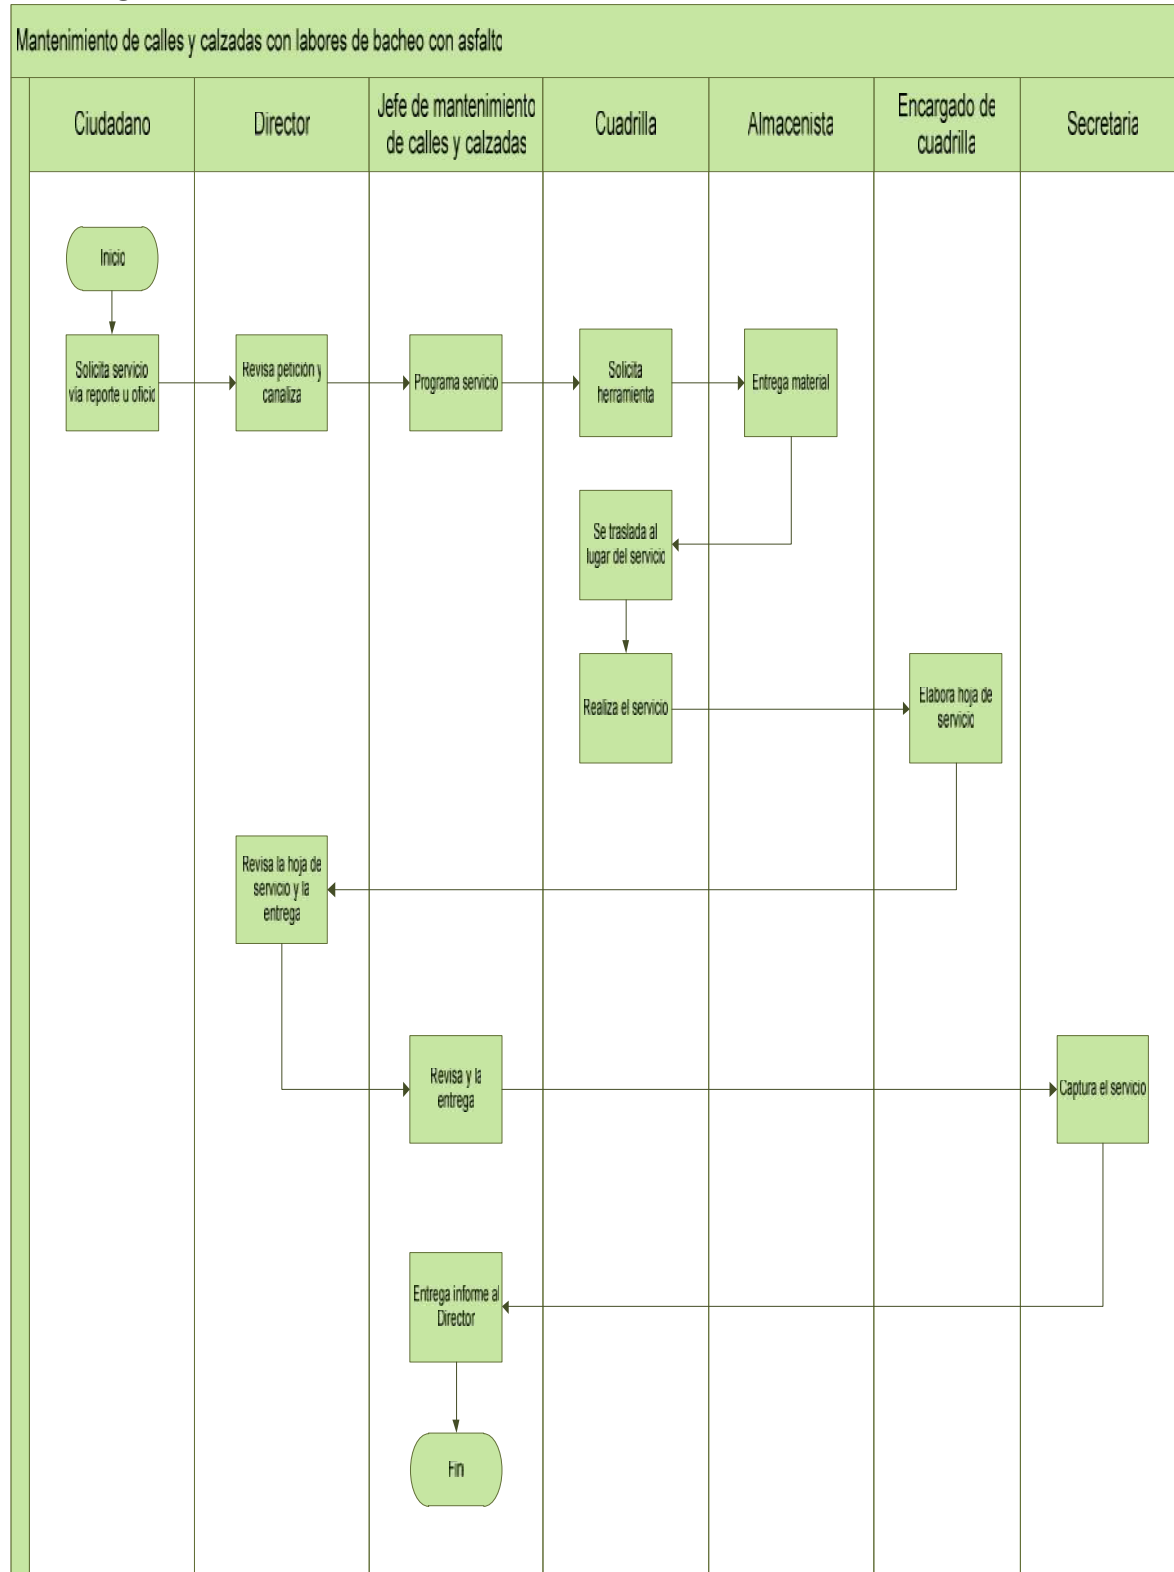 Mantenimiento de calles y calzadas con labores de bacheo con asfalto
Ciudadano
Director
Jefe de mantenimiento
de calles y calzadas
Cuadrilla
Almacenista
Encargado de
cuadrilla
Secretaria
Inicio
Solicita servicio
vía reporte u oficio
Revisa petición y
canaliza
Programa servicio
Solicita
herramienta
Entrega material
Se traslada al
lugar del servicio
Realiza el servicio
Elabora hoja de
servicio
Revisa la hoja de
servicio y la
entrega
Revisa y la
entrega
Captura el servicio
Entrega informe al
Director
Fin